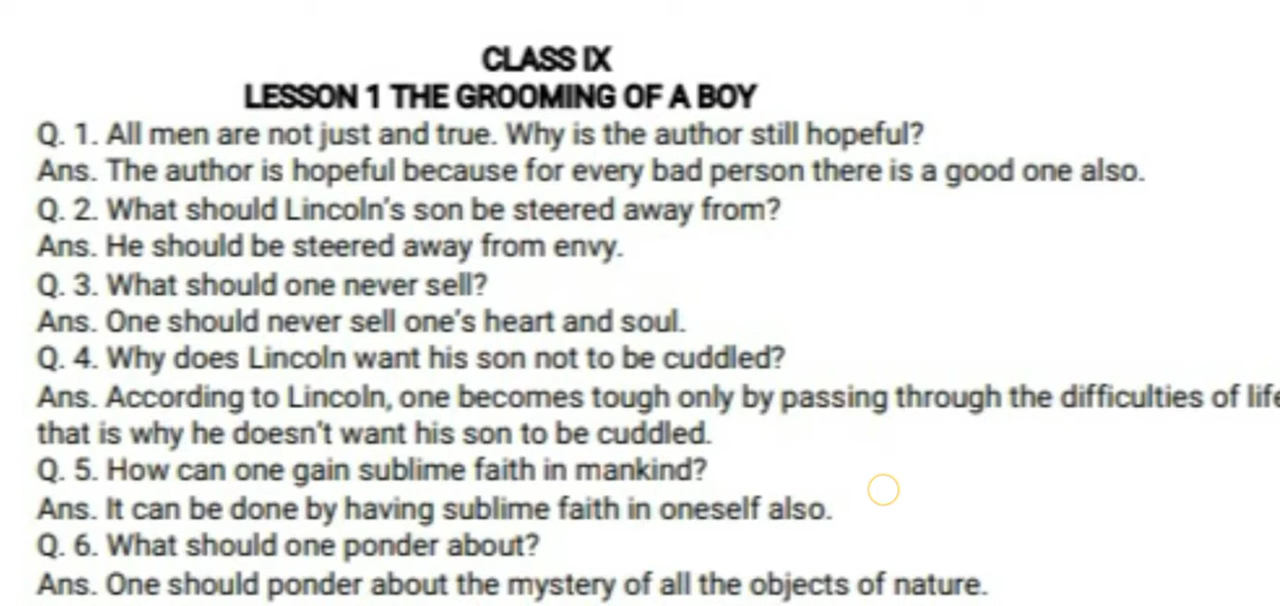 CLASS IX
LESSON 1 THE GROOMING OF A BOY
Q. 1. All men are not just and true. Why is the author still hopeful?
Ans. The author is hopeful because for every bad person there is a good one also.
Q. 2. What should Lincoln's son be steered away from?
Ans. He should be steered away from envy.
Q. 3. What should one never sell?
Ans. One should never sell one's heart and soul.
Q. 4. Why does Lincoln want his son not to be cuddled?
Ans. According to Lincoln, one becomes tough only by passing through the difficulties of life
that is why he doesn't want his son to be cuddled.
Q. 5. How can one gain sublime faith in mankind?
Ans. It can be done by having sublime faith in oneself also.
Q. 6. What should one ponder about?
Ans. One should ponder about the mystery of all the objects of nature.